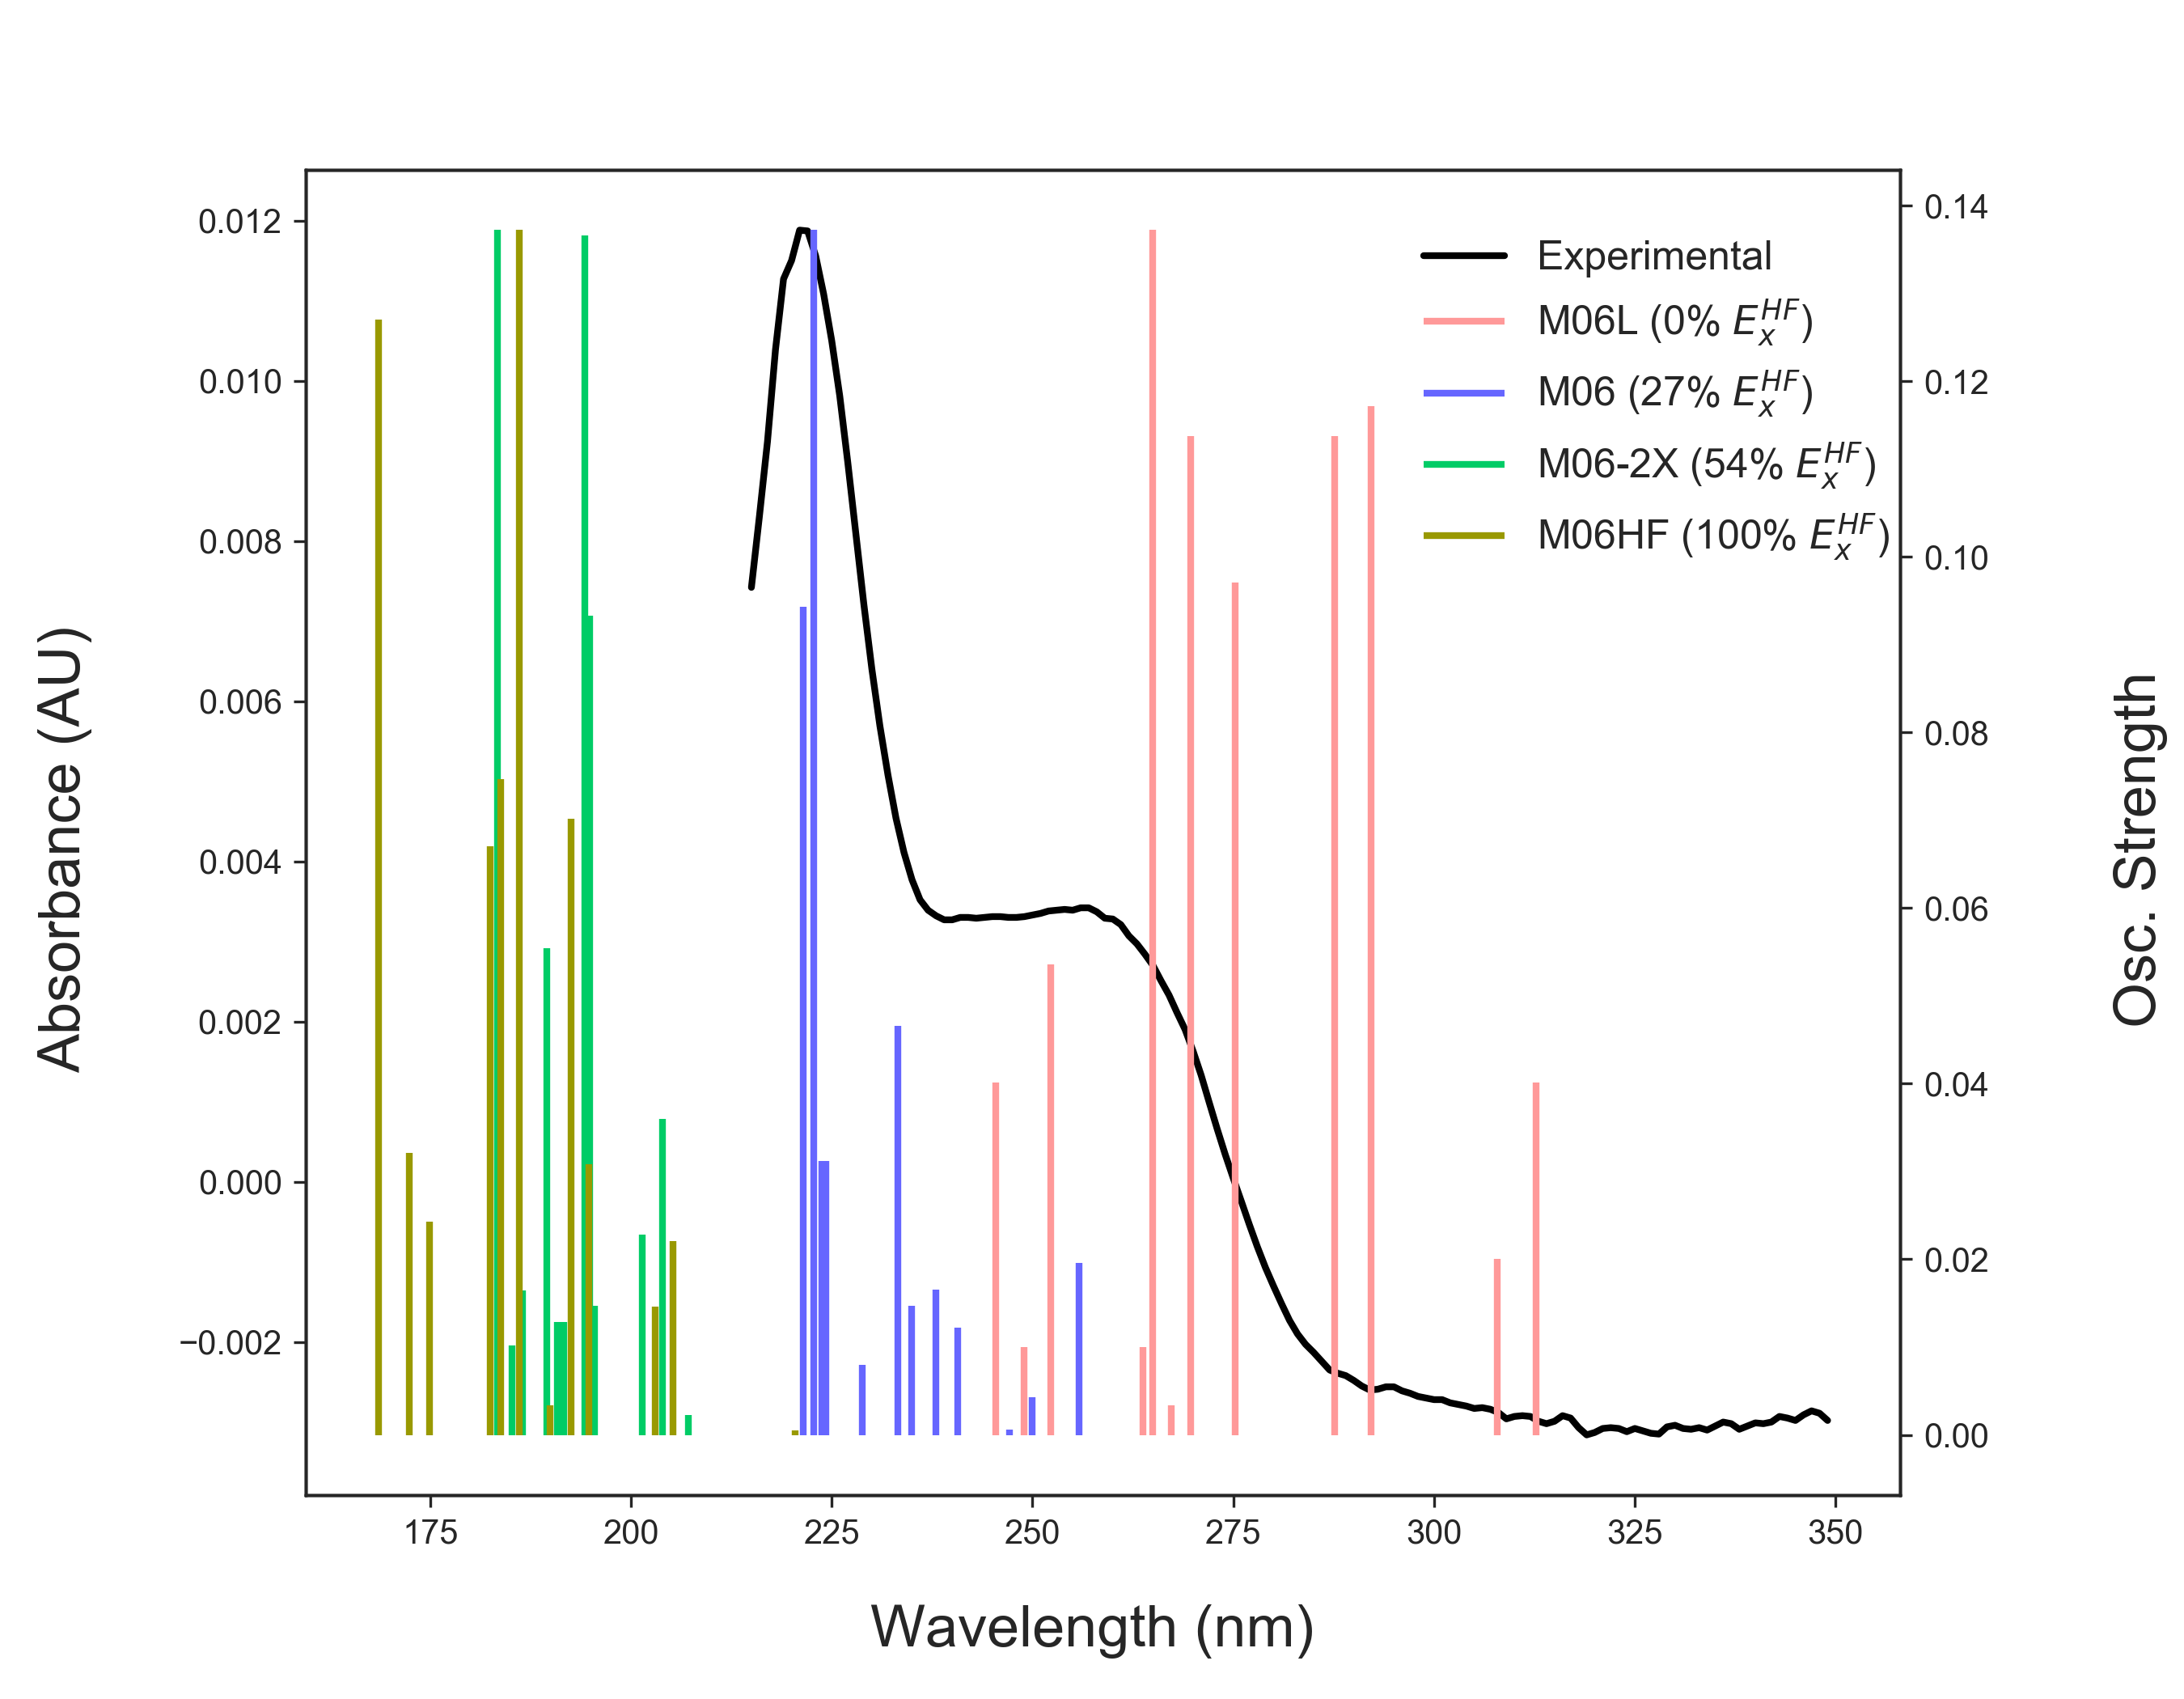 0.012
0.010
0.008
0.006
0.004
0.002
0.000
−0.002
Absorbance (AU)
Experimental
M06L (0% E_x^{HF})
M06 (27% E_x^{HF})
M06-2X (54% E_x^{HF})
M06HF (100% E_x^{HF})
0.14
0.12
0.10
0.08
0.06
0.04
0.02
0.00
Osc. Strength
175 200 225 250 275 300 325 350
Wavelength (nm)